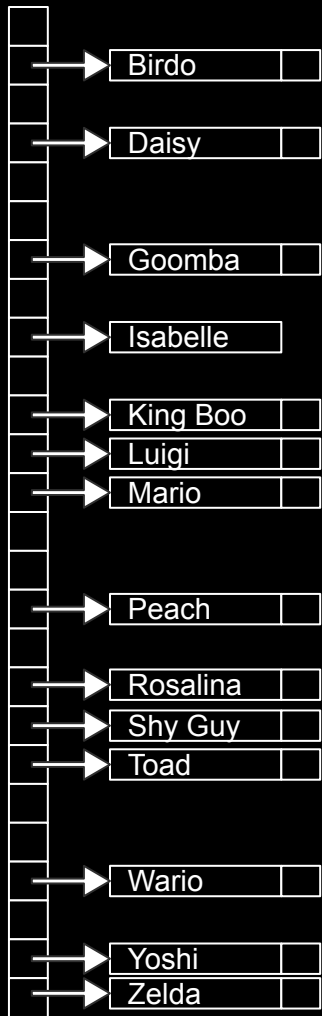 Birdo
Daisy
Goomba
Isabelle
King Boo
Luigi
Mario
Peach
Rosalina
Shy Guy
Toad
Wario
Yoshi
Zelda